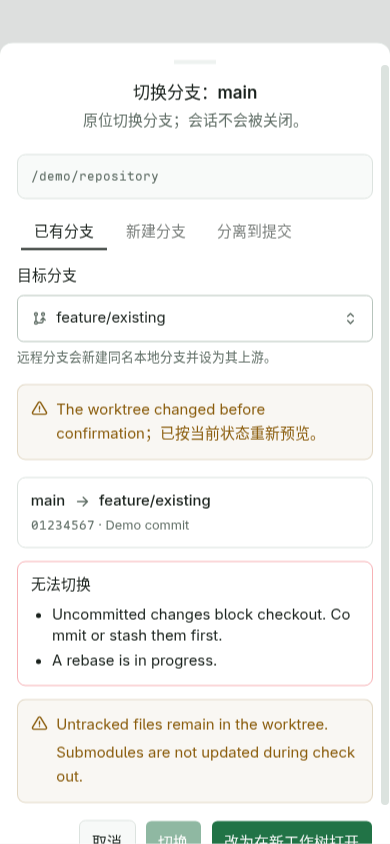 切换分支：main
原位切换分支；会话不会被关闭。
/demo/repository
已有分支 新建分支 分离到提交
目标分支
feature/existing
远程分支会新建同名本地分支并设为其上游。
The worktree changed before
confirmation；已按当前状态重新预览。
main → feature/existing
01234567 · Demo commit
无法切换
• Uncommitted changes block checkout. Co
mmit or stash them first.
• A rebase is in progress.
Untracked files remain in the worktree.
Submodules are not updated during check
out.
取消 切换 改为在新工作树打开